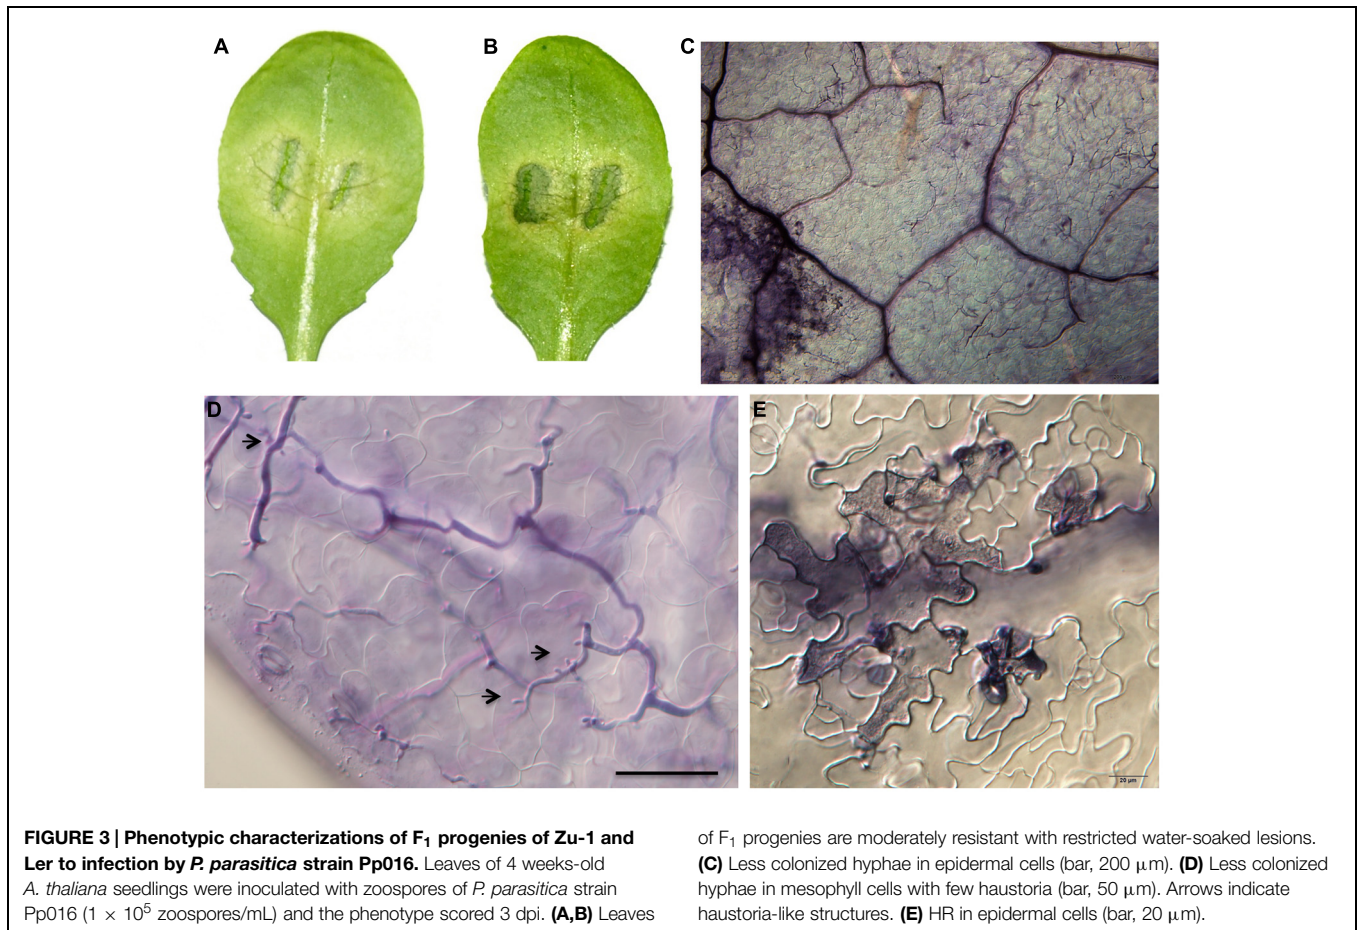 A
B
C
D
E
20 µm
FIGURE 3 | Phenotypic characterizations of F₁ progenies of Zu-1 and
Ler to infection by P. parasitica strain Pp016. Leaves of 4 weeks-old
A. thaliana seedlings were inoculated with zoospores of P. parasitica strain
Pp016 (1 × 10⁵ zoospores/mL) and the phenotype scored 3 dpi. (A,B) Leaves
of F₁ progenies are moderately resistant with restricted water-soaked lesions.
(C) Less colonized hyphae in epidermal cells (bar, 200 µm). (D) Less colonized
hyphae in mesophyll cells with few haustoria (bar, 50 µm). Arrows indicate
haustoria-like structures. (E) HR in epidermal cells (bar, 20 µm).